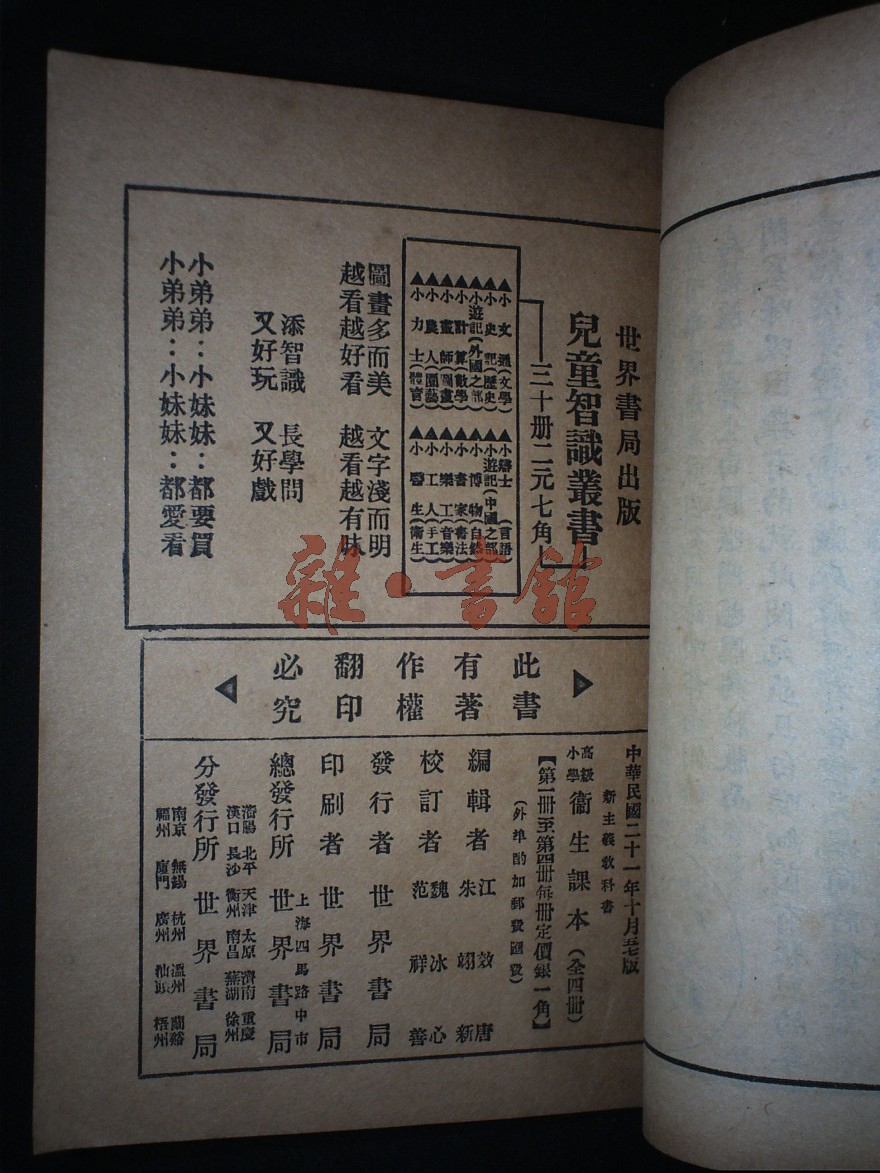 世界書局出版
兒童智識叢書
三十册二元七角
▲小文通(文學)
▲小史記(歷史)
▲小遊記(外國之部)
▲小計算(數學)
▲小畫師(圖畫)
▲小農人(園藝)
▲小力士(體育)
▲小辯士(言語)
▲小遊記(中國之部)
▲小博物(自然)
▲小書家(書法)
▲小樂工(音樂)
▲小工人(手工)
▲小醫生(衛生)
圖畫多而美 文字淺而明
越看越好看 越看越有味
添智識 長學問
又好玩 又好戲
小弟弟:小妹妹:都要買
小弟弟:小妹妹:都愛看
雜·書館
此書有著作權翻印必究
中華民國二十一年十月五七版
新主義教科書
高級小學 衛生課本 (全四冊)
【第一冊至第四冊每冊定價銀一角】
(外埠酌加郵費匯費)
編輯者 江效唐 朱翊新
校訂者 魏冰心 范祥善
發行者 世界書局
印刷者 世界書局
上海四馬路中市
總發行所 世界書局
瀋陽 北平 天津 太原 濟南 重慶
漢口 長沙 衡州 南昌 蕪湖 徐州
分發行所 世界書局
南京 無錫 杭州 溫州 蘭谿
福州 廈門 廣州 汕頭 梧州